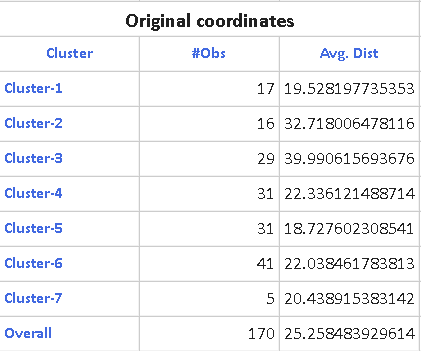 Original coordinates
Cluster #Obs Avg. Dist
Cluster-1 17 19.528197735353
Cluster-2 16 32.718006478116
Cluster-3 29 39.990615693676
Cluster-4 31 22.336121488714
Cluster-5 31 18.727602308541
Cluster-6 41 22.038461783813
Cluster-7 5 20.438915383142
Overall 170 25.258483929614